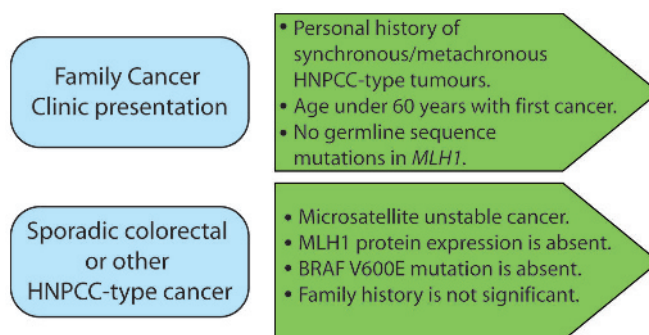 Family Cancer
Clinic presentation
• Personal history of
synchronous/metachronous
HNPCC-type tumours.
• Age under 60 years with first cancer.
• No germline sequence
mutations in MLH1.
Sporadic colorectal
or other
HNPCC-type cancer
• Microsatellite unstable cancer.
• MLH1 protein expression is absent.
• BRAF V600E mutation is absent.
• Family history is not significant.